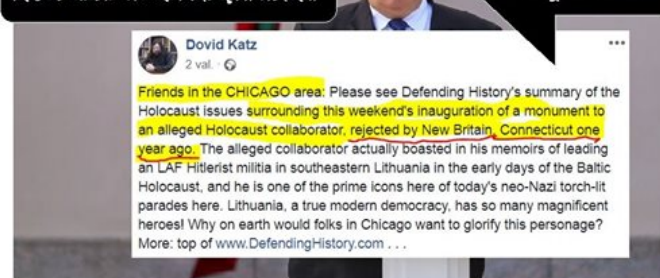 Dovid Katz
2 val. ·
Friends in the CHICAGO area: Please see Defending History's summary of the
Holocaust issues surrounding this weekend's inauguration of a monument to
an alleged Holocaust collaborator, rejected by New Britain, Connecticut one
year ago. The alleged collaborator actually boasted in his memoirs of leading
an LAF Hitlerist militia in southeastern Lithuania in the early days of the Baltic
Holocaust, and he is one of the prime icons here of today's neo-Nazi torch-lit
parades here. Lithuania, a true modern democracy, has so many magnificent
heroes! Why on earth would folks in Chicago want to glorify this personage?
More: top of www.DefendingHistory.com . . .